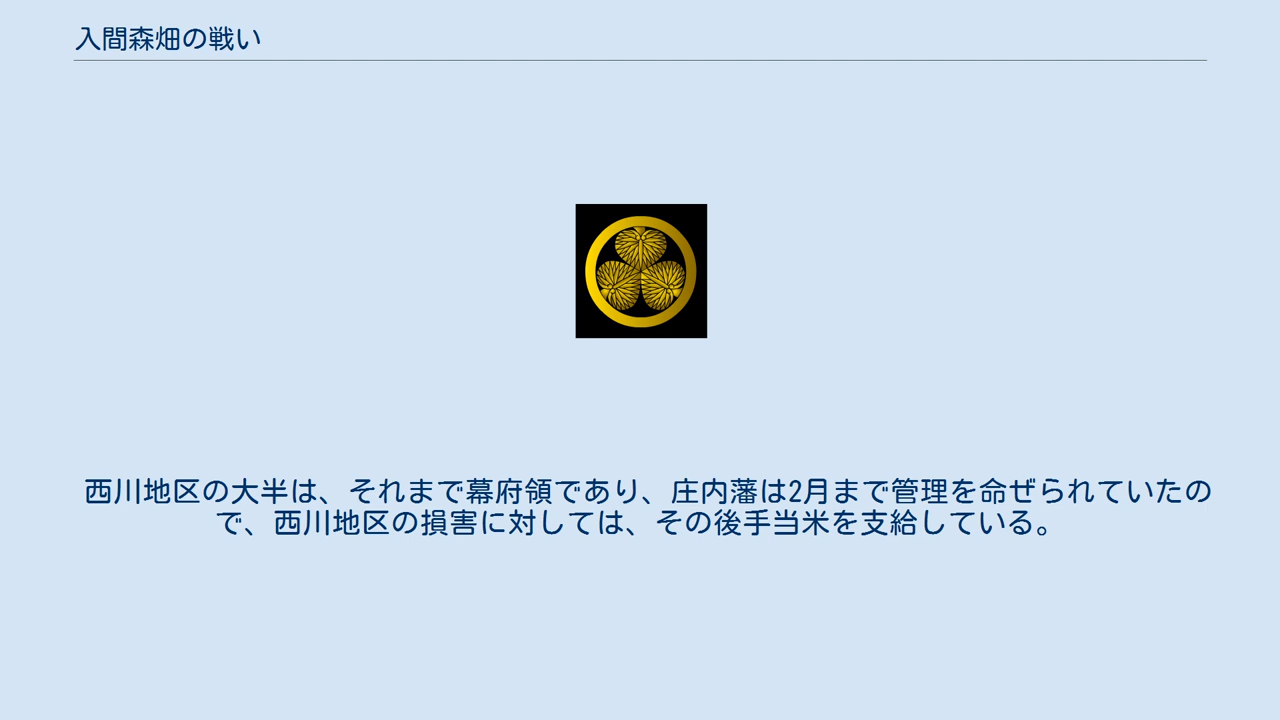 入間森畑の戦い
西川地区の大半は、それまで幕府領であり、庄内藩は2月まで管理を命ぜられていたの
で、西川地区の損害に対しては、その後手当米を支給している。